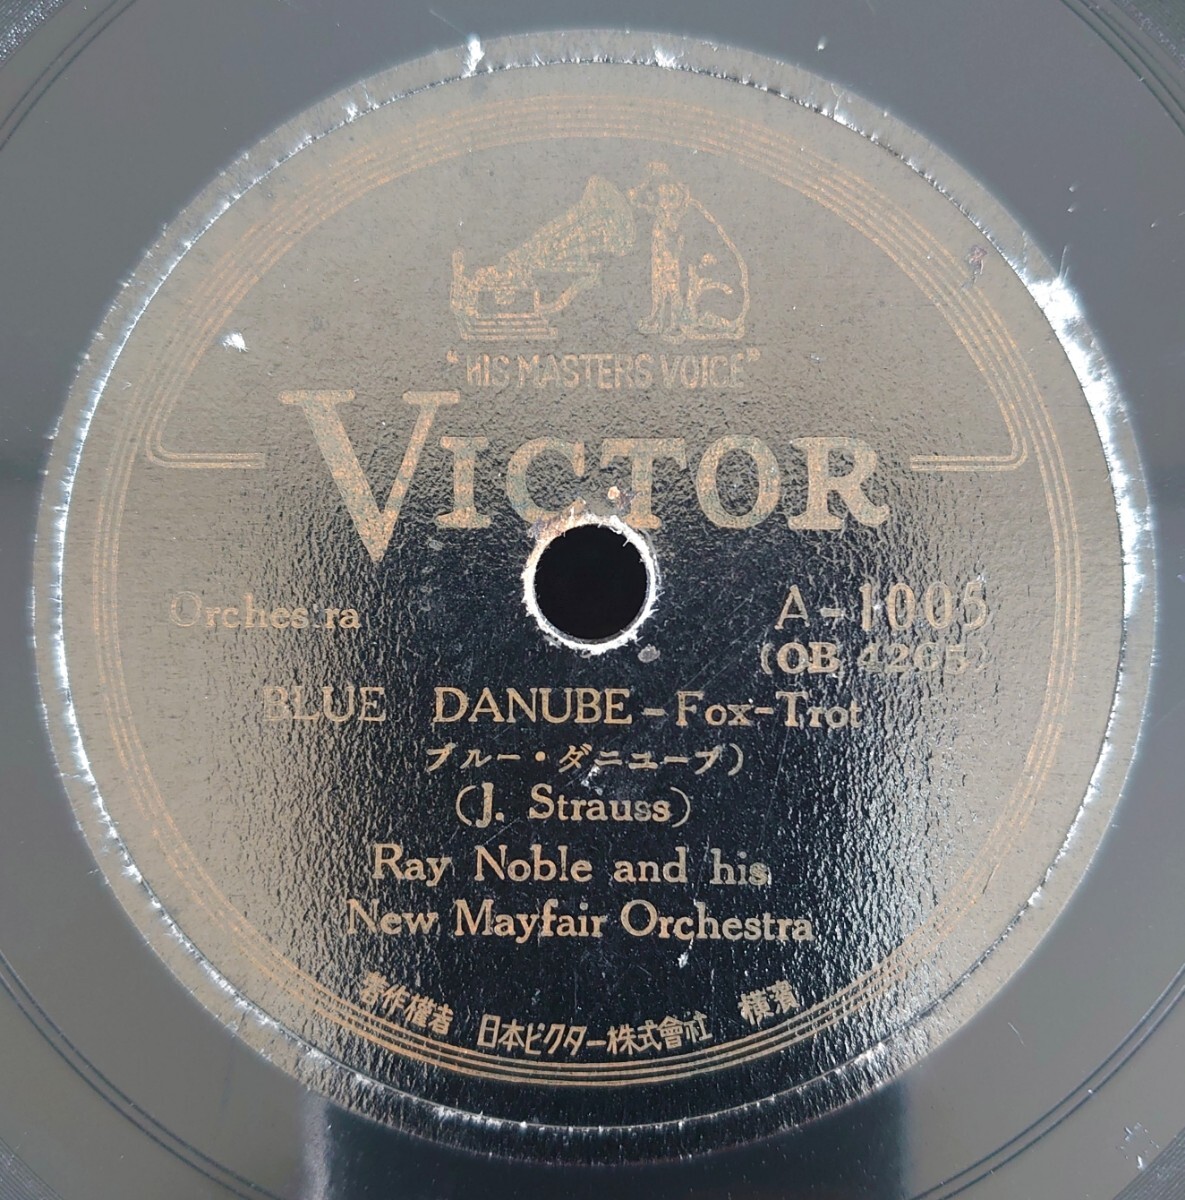 "HIS MASTERS VOICE"
VICTOR
Orchestra
A-1005
(OB 4265)
BLUE DANUBE - Fox-Trot
ブルー・ダニューブ)
(J. Strauss)
Ray Noble and his
New Mayfair Orchestra
著作權者 日本ビクター株式會社 横濱